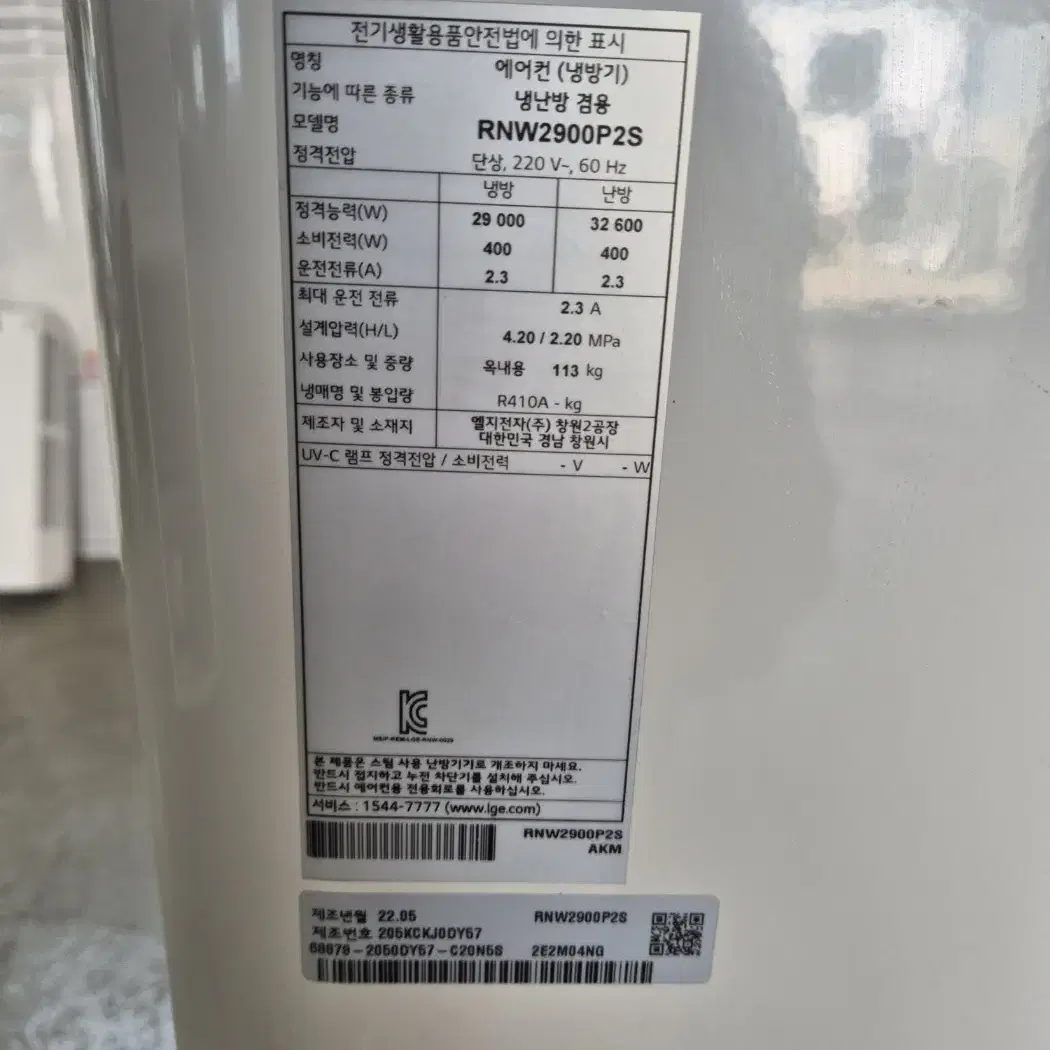 전기생활용품안전법에 의한 표시
명칭 에어컨 (냉방기)
기능에 따른 종류 냉난방 겸용
모델명 RNW2900P2S
정격전압 단상, 220 V~, 60 Hz
냉방 난방
정격능력(W) 29 000 32 600
소비전력(W) 400 400
운전전류(A) 2.3 2.3
최대 운전 전류 2.3 A
설계압력(H/L) 4.20 / 2.20 MPa
사용장소 및 중량 옥내용 113 kg
냉매명 및 봉입량 R410A - kg
제조자 및 소재지 엘지전자(주) 창원2공장
대한민국 경남 창원시
UV-C 램프 정격전압 / 소비전력 - V - W
본 제품은 스팀 사용 난방기기로 개조하지 마세요.
반드시 접지하고 누전 차단기를 설치해 주십시오.
반드시 에어컨용 전용회로를 사용하십시오.
서비스 : 1544-7777 (www.lge.com)
RNW2900P2S
AKM
제조년월 22.05 RNW2900P2S
제조번호 205KCKJ0DY57
2E2M04NG